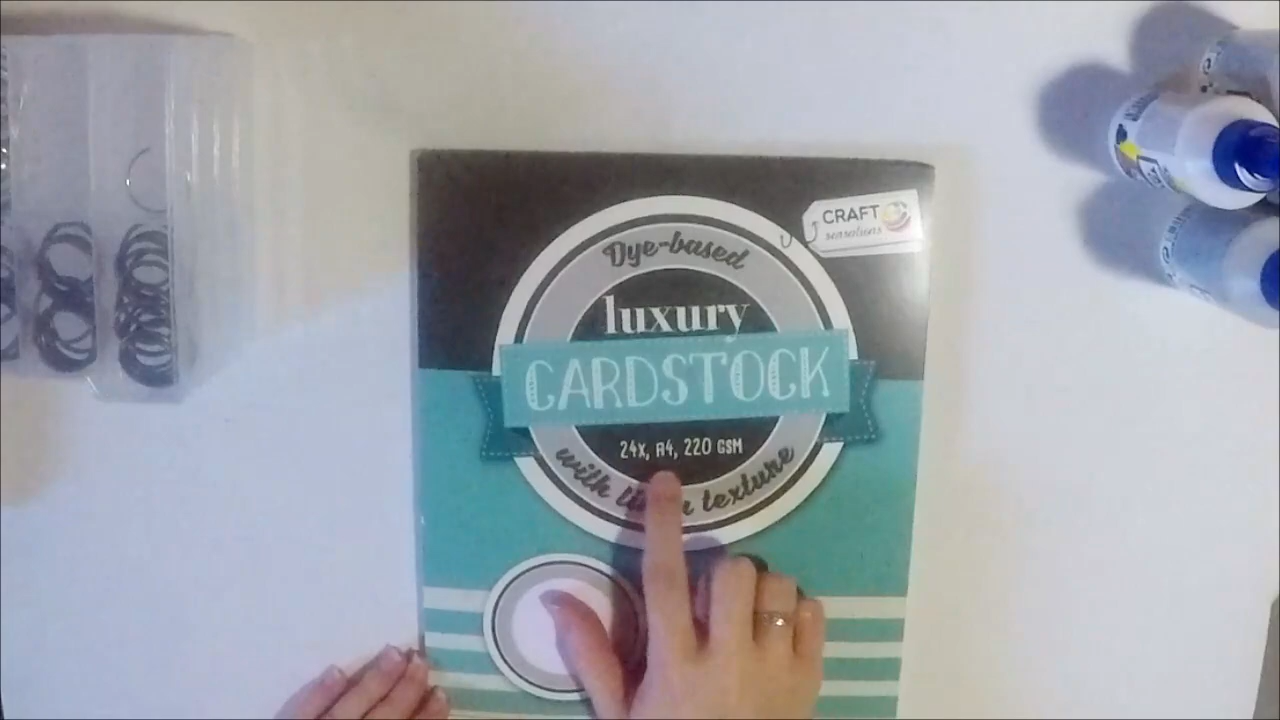 CRAFT
sensations
Dye-based
luxury
CARDSTOCK
24x, A4, 220 GSM
with texture